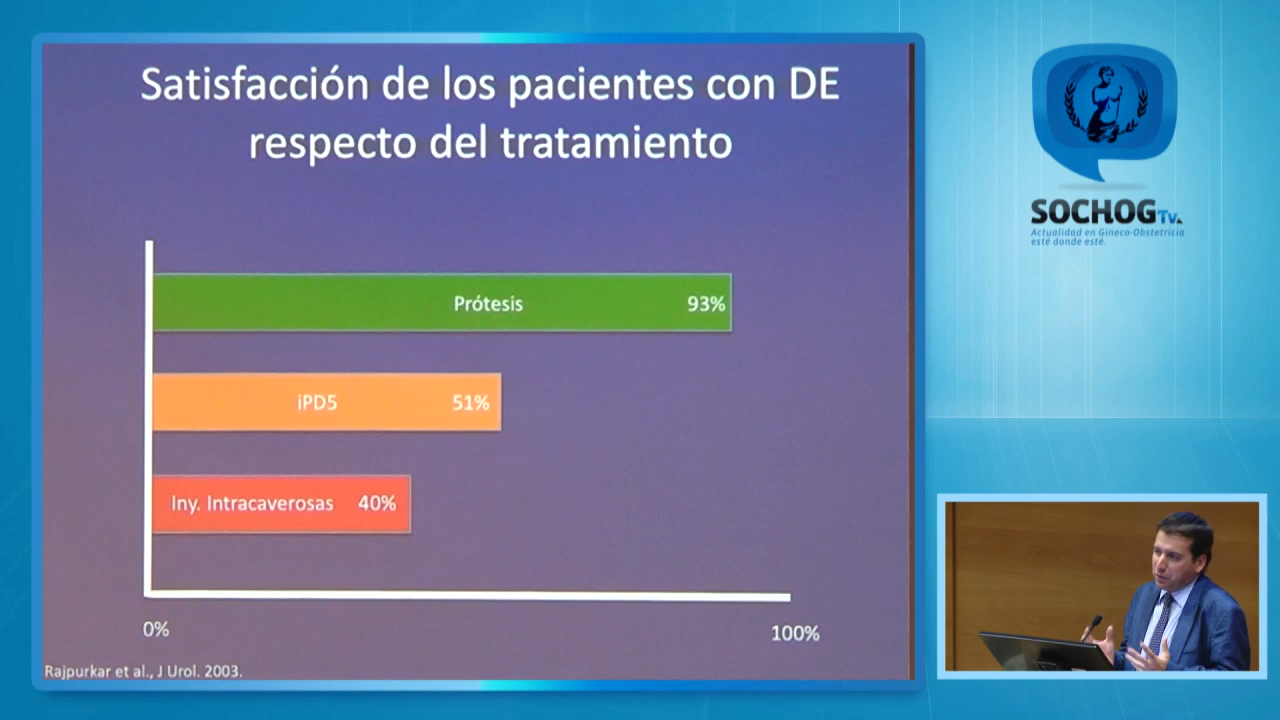 Satisfacción de los pacientes con DE
respecto del tratamiento
Prótesis 93%
iPD5 51%
Iny. Intracaverosas 40%
0% 100%
Rajpurkar et al., J Urol. 2003.
SOCHOG Tv.
Actualidad en Gineco-Obstetricia
esté donde esté.